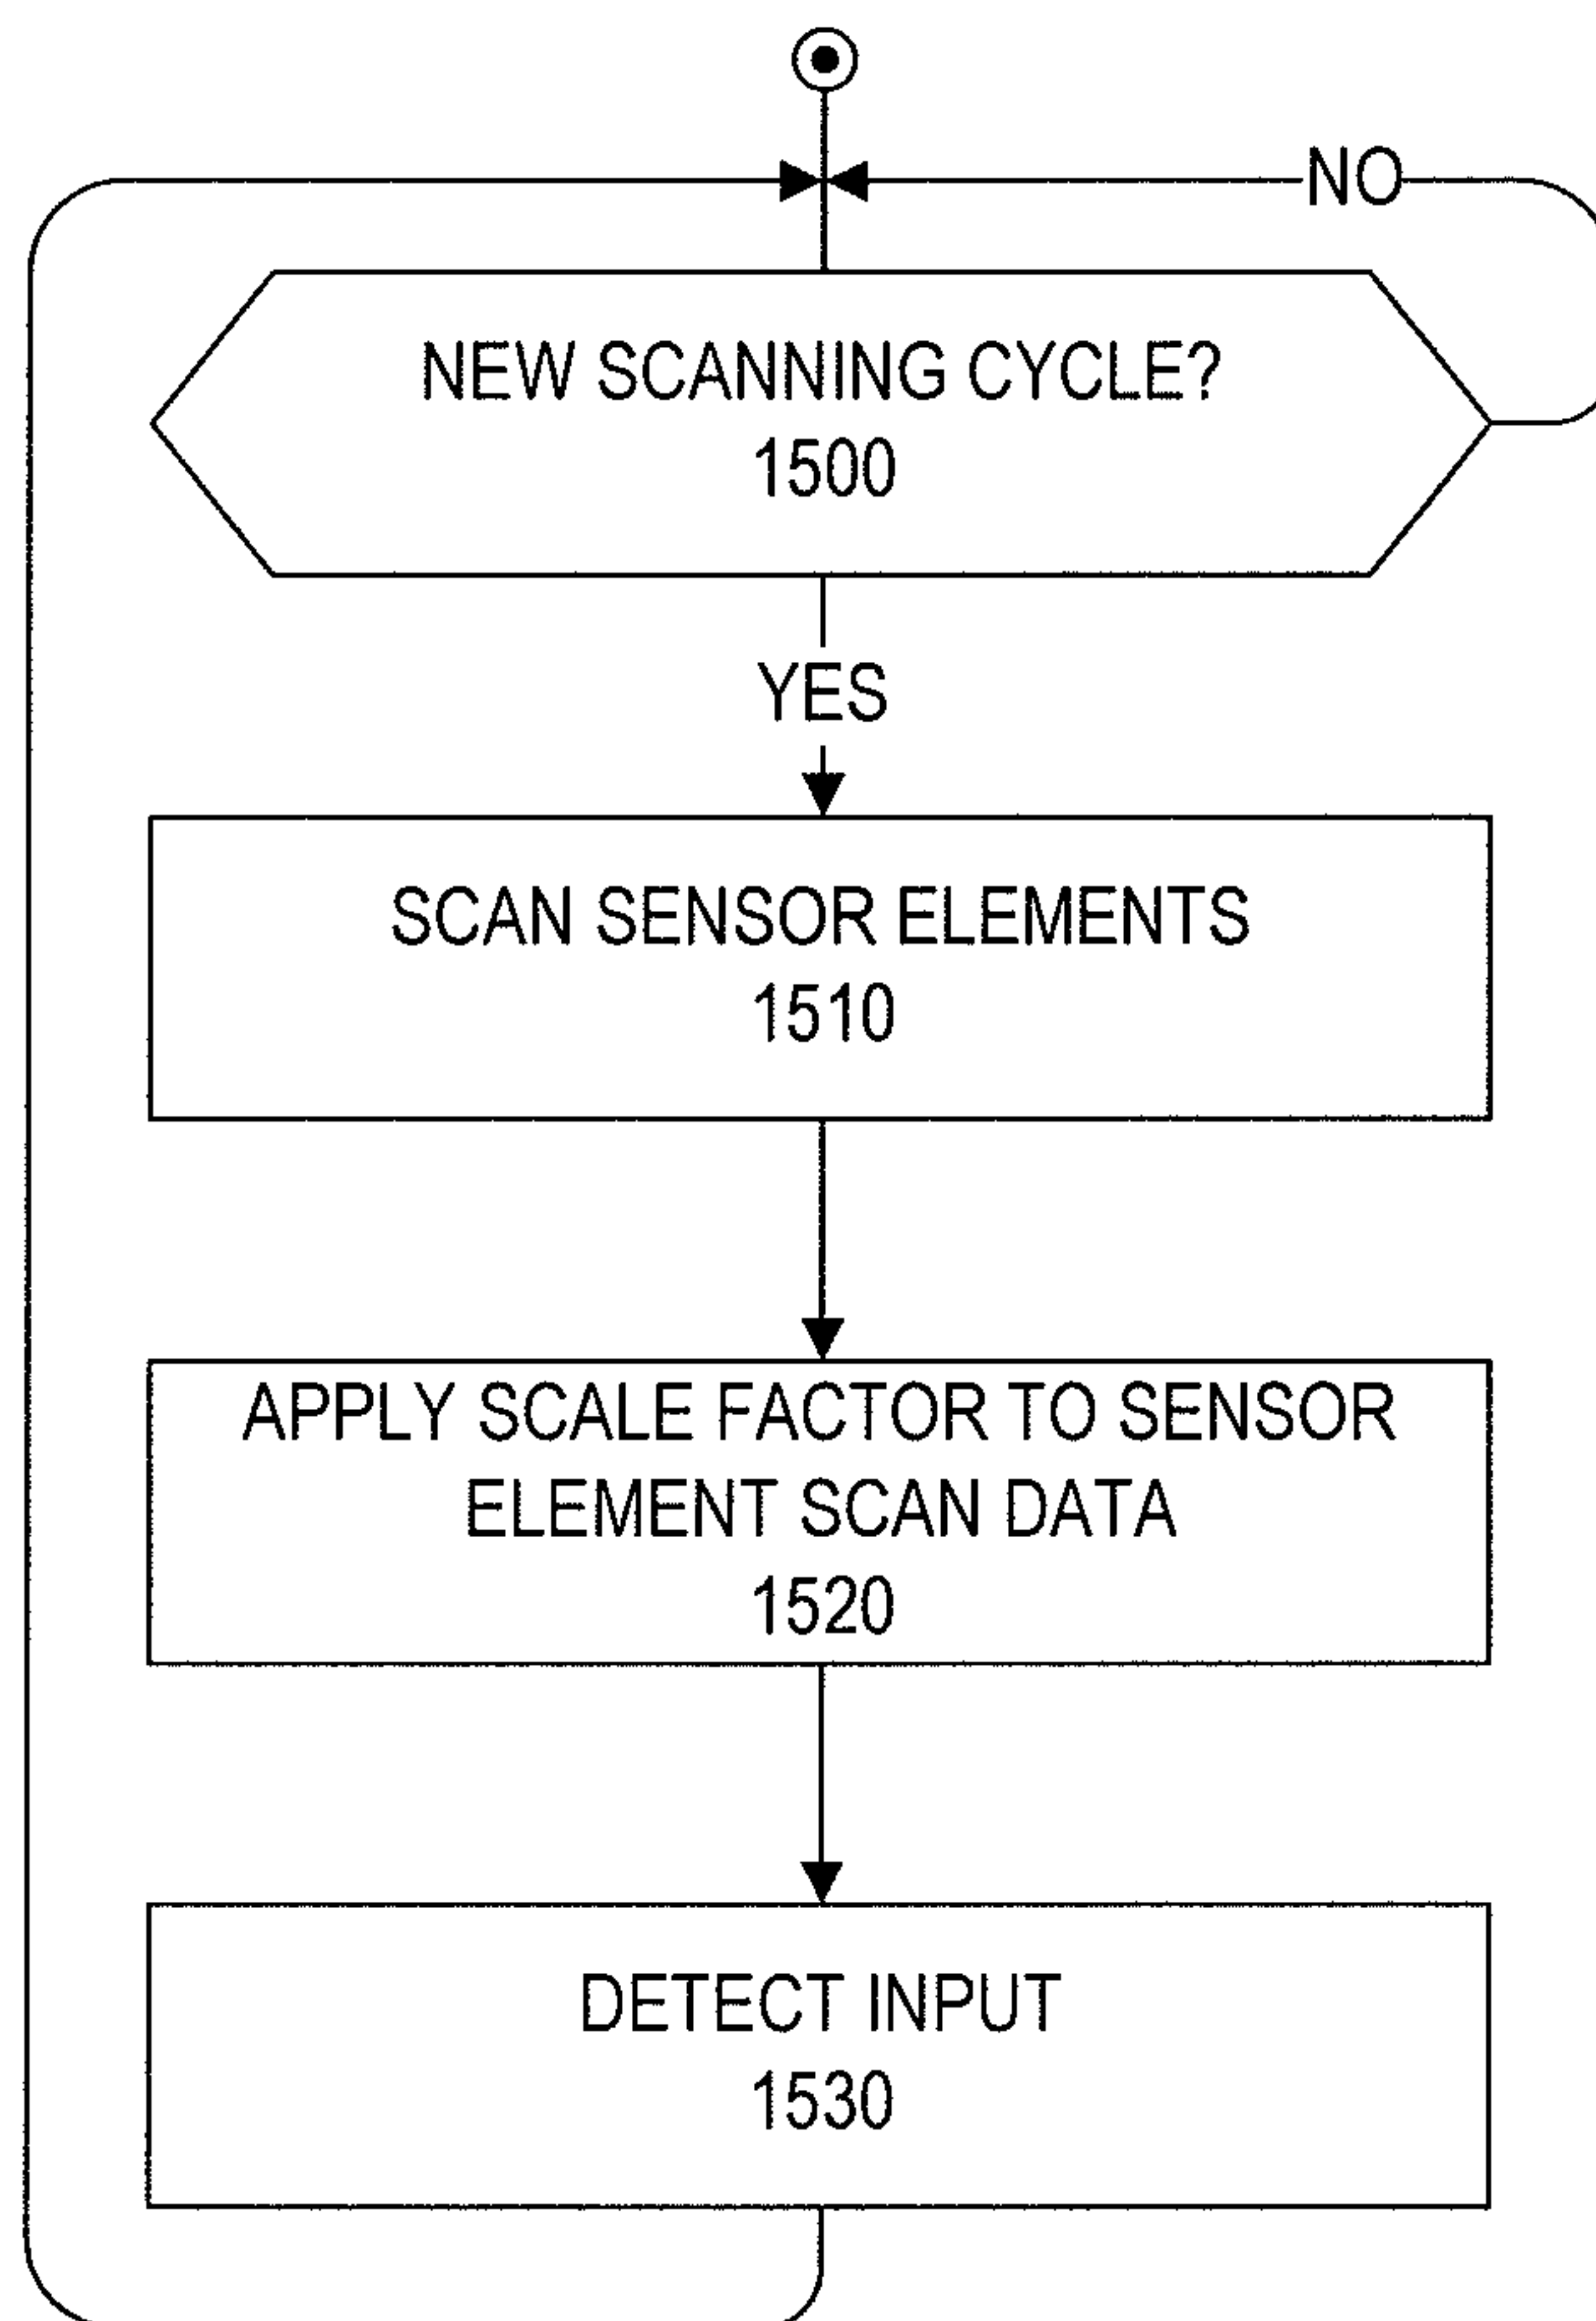 NO
NEW SCANNING CYCLE?
1500
YES
SCAN SENSOR ELEMENTS
1510
APPLY SCALE FACTOR TO SENSOR
ELEMENT SCAN DATA
1520
DETECT INPUT
1530